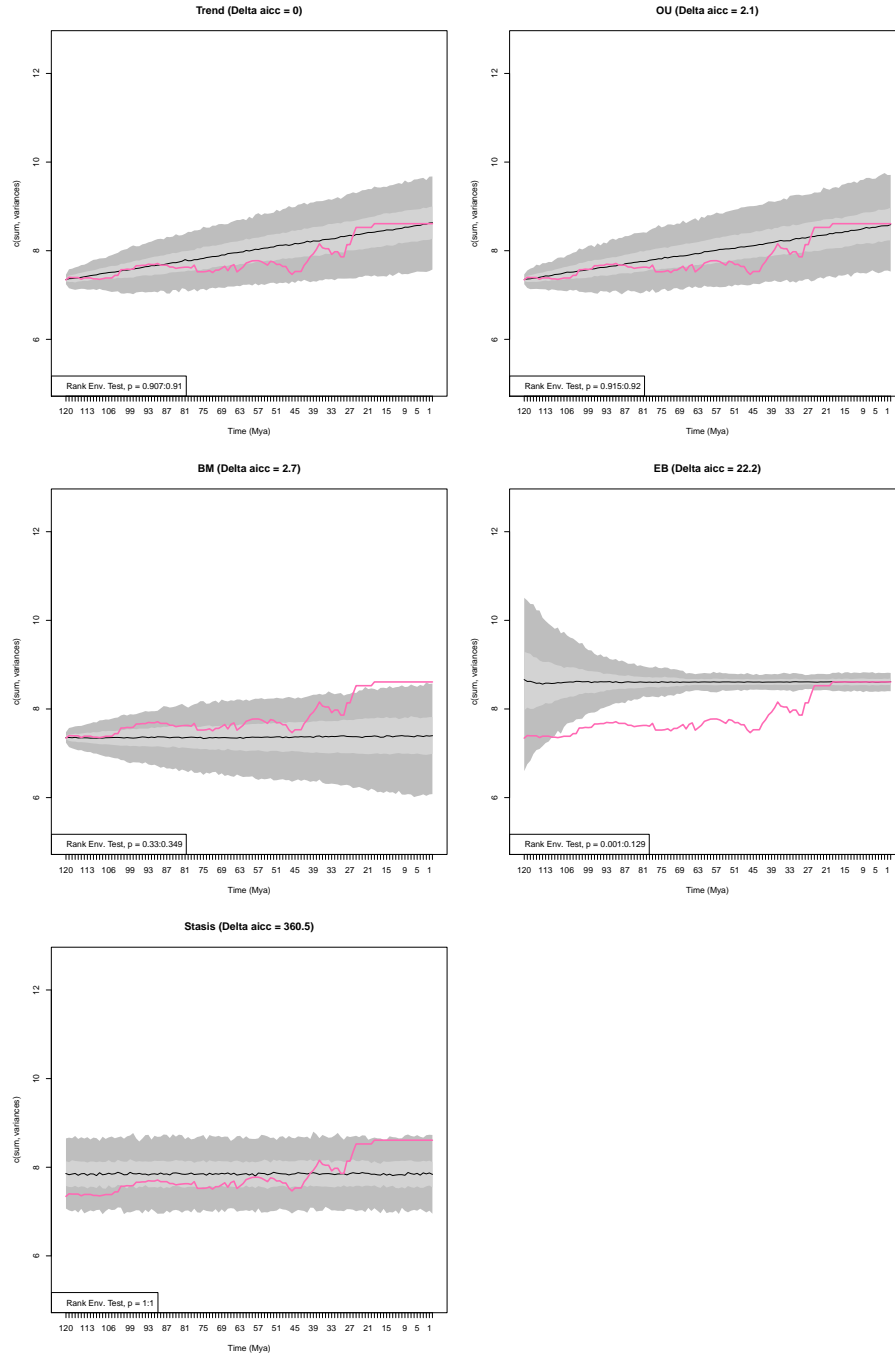 Trend (Delta aicc = 0)
c(sum, variances)
12
10
8
6
Rank Env. Test, p = 0.907:0.91
120 113 106 99 93 87 81 75 69 63 57 51 45 39 33 27 21 15 9 5 1
Time (Mya)
OU (Delta aicc = 2.1)
c(sum, variances)
12
10
8
6
Rank Env. Test, p = 0.915:0.92
120 113 106 99 93 87 81 75 69 63 57 51 45 39 33 27 21 15 9 5 1
Time (Mya)
BM (Delta aicc = 2.7)
c(sum, variances)
12
10
8
6
Rank Env. Test, p = 0.33:0.349
120 113 106 99 93 87 81 75 69 63 57 51 45 39 33 27 21 15 9 5 1
Time (Mya)
EB (Delta aicc = 22.2)
c(sum, variances)
12
10
8
6
Rank Env. Test, p = 0.001:0.129
120 113 106 99 93 87 81 75 69 63 57 51 45 39 33 27 21 15 9 5 1
Time (Mya)
Stasis (Delta aicc = 360.5)
c(sum, variances)
12
10
8
6
Rank Env. Test, p = 1:1
120 113 106 99 93 87 81 75 69 63 57 51 45 39 33 27 21 15 9 5 1
Time (Mya)